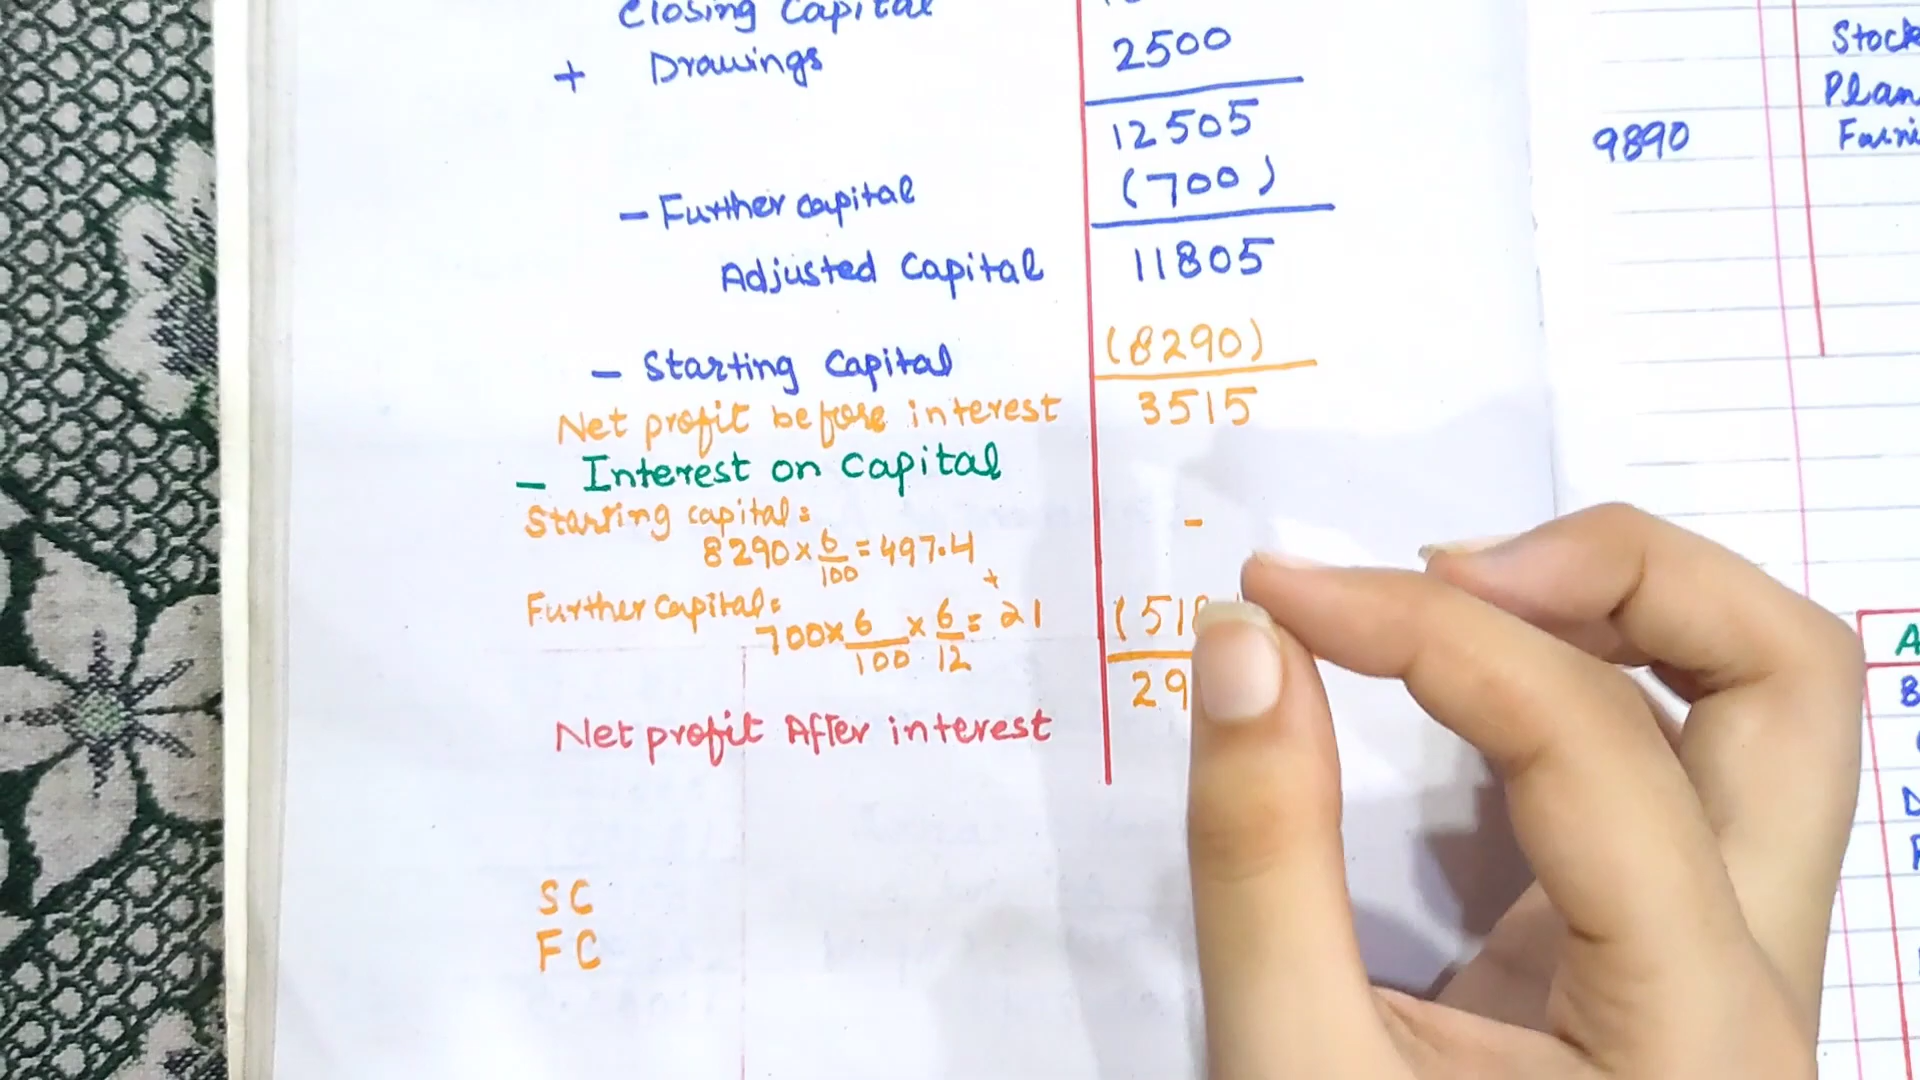 Closing Capital
+ Drawings 2500
12505
- Further capital (700)
Adjusted Capital 11805
- Starting Capital (8290)
Net profit before interest 3515
- Interest on Capital
Starting capital: -
8290 × 6/100 = 497.4
+
Further Capital:
700 × 6/100 × 6/12 = 21
Net profit After interest
SC
FC
Stock
9890
A